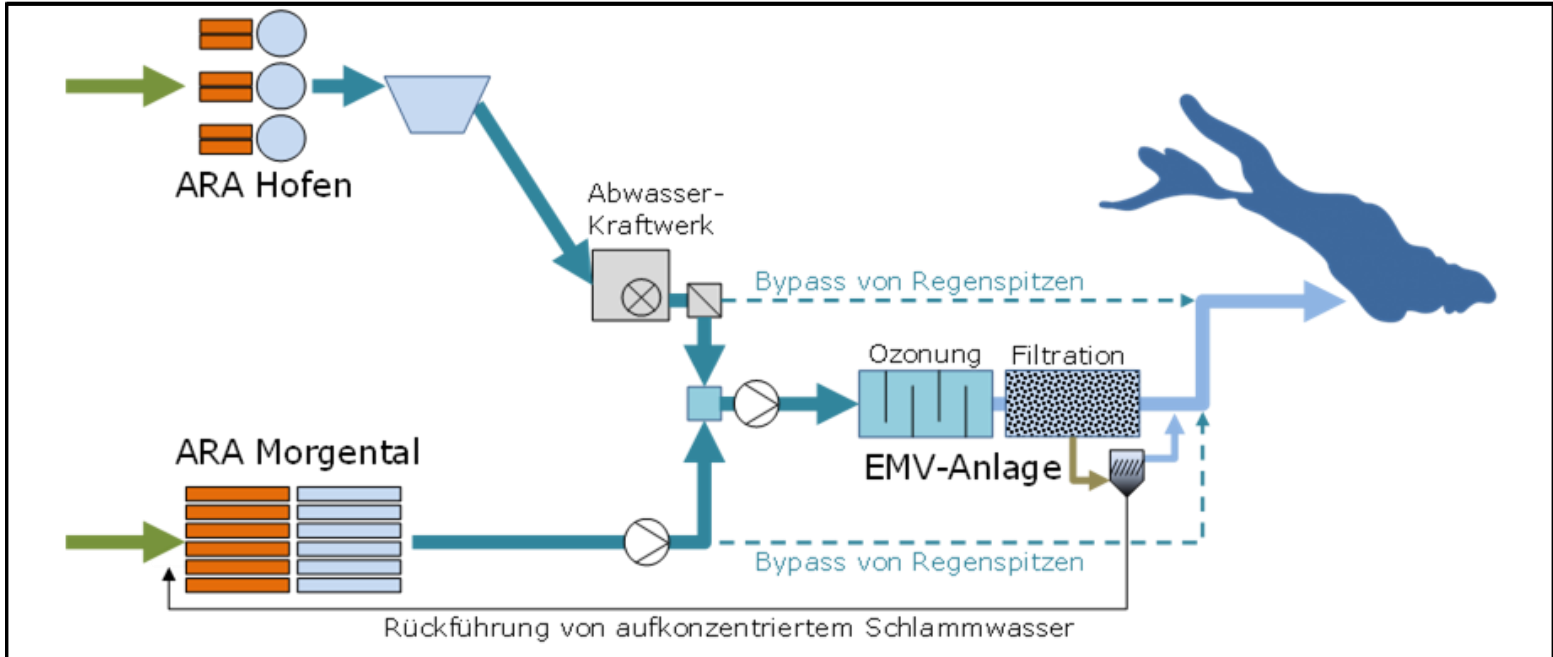 ARA Hofen
Abwasser-
Kraftwerk
Bypass von Regenspitzen
Ozonung
Filtration
EMV-Anlage
ARA Morgental
Bypass von Regenspitzen
Rückführung von aufkonzentriertem Schlammwasser